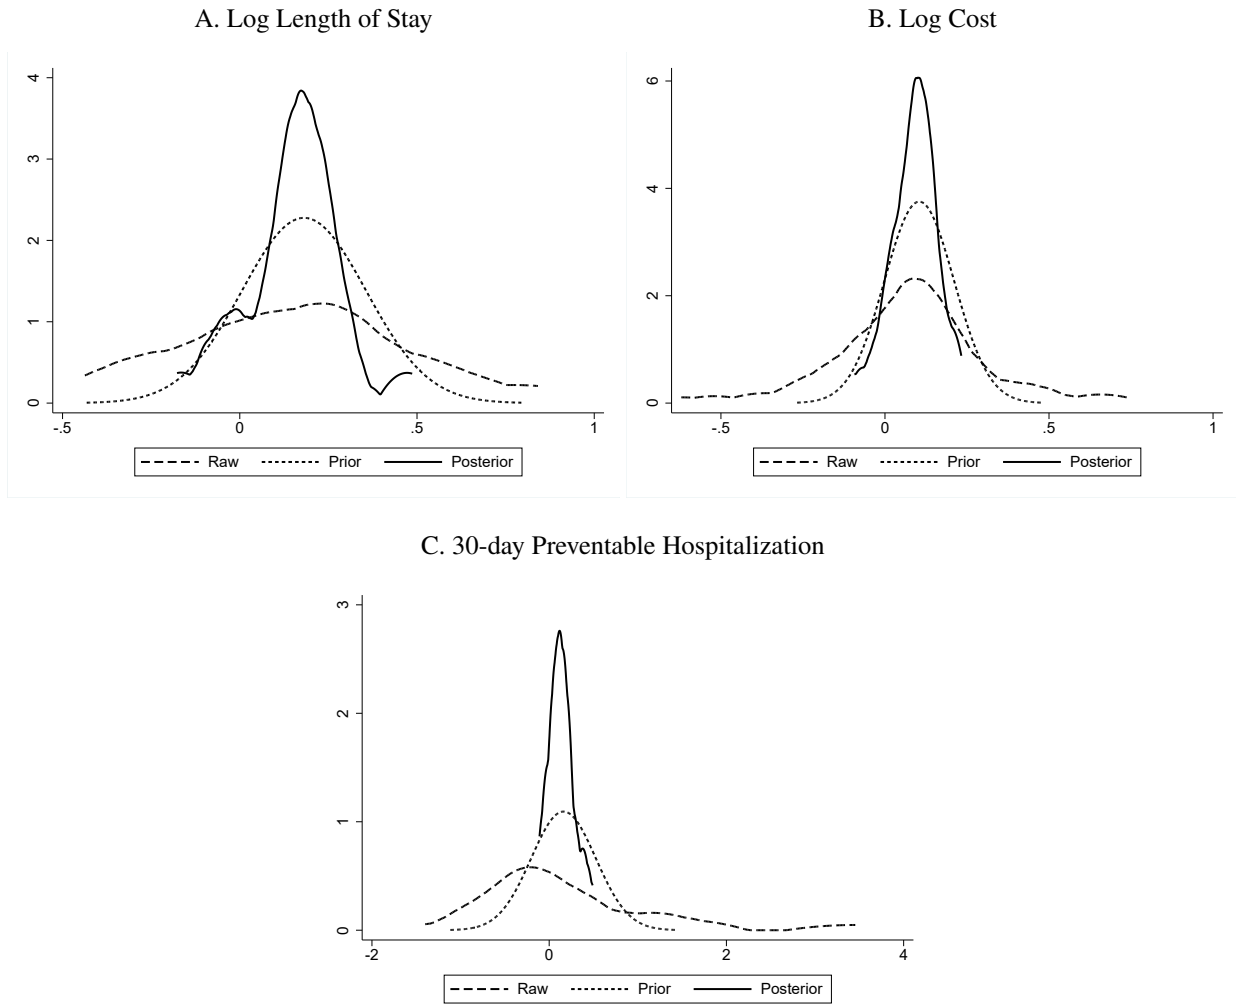 A. Log Length of Stay
4
3
2
1
0
-.5 0 .5 1
Raw Prior Posterior
B. Log Cost
6
4
2
0
-.5 0 .5 1
Raw Prior Posterior
C. 30-day Preventable Hospitalization
3
2
1
0
-2 0 2 4
Raw Prior Posterior